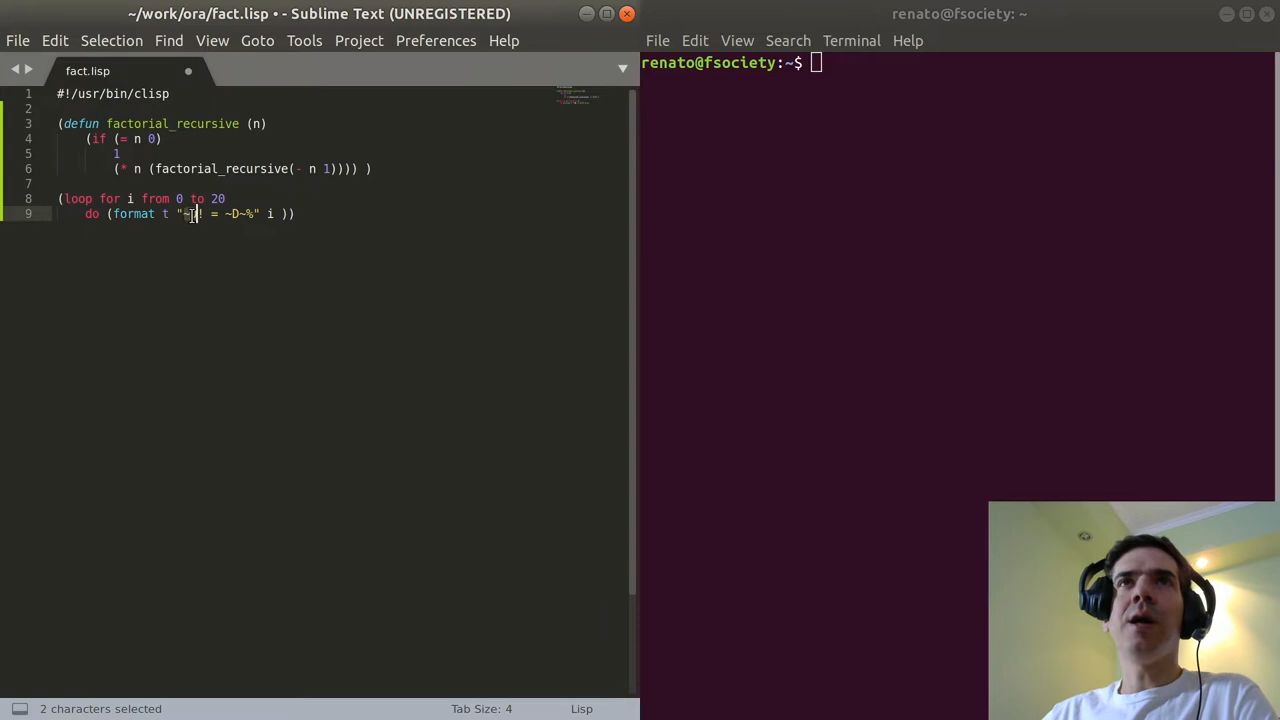 ~/work/ora/fact.lisp • - Sublime Text (UNREGISTERED)
File Edit Selection Find View Goto Tools Project Preferences Help
fact.lisp
1 #!/usr/bin/clisp
2
3 (defun factorial_recursive (n)
4 (if (= n 0)
5 1
6 (* n (factorial_recursive(- n 1)))) )
7
8 (loop for i from 0 to 20
9 do (format t "~D! = ~D~%" i ))
2 characters selected Tab Size: 4 Lisp
renato@fsociety: ~
File Edit View Search Terminal Help
renato@fsociety:~$